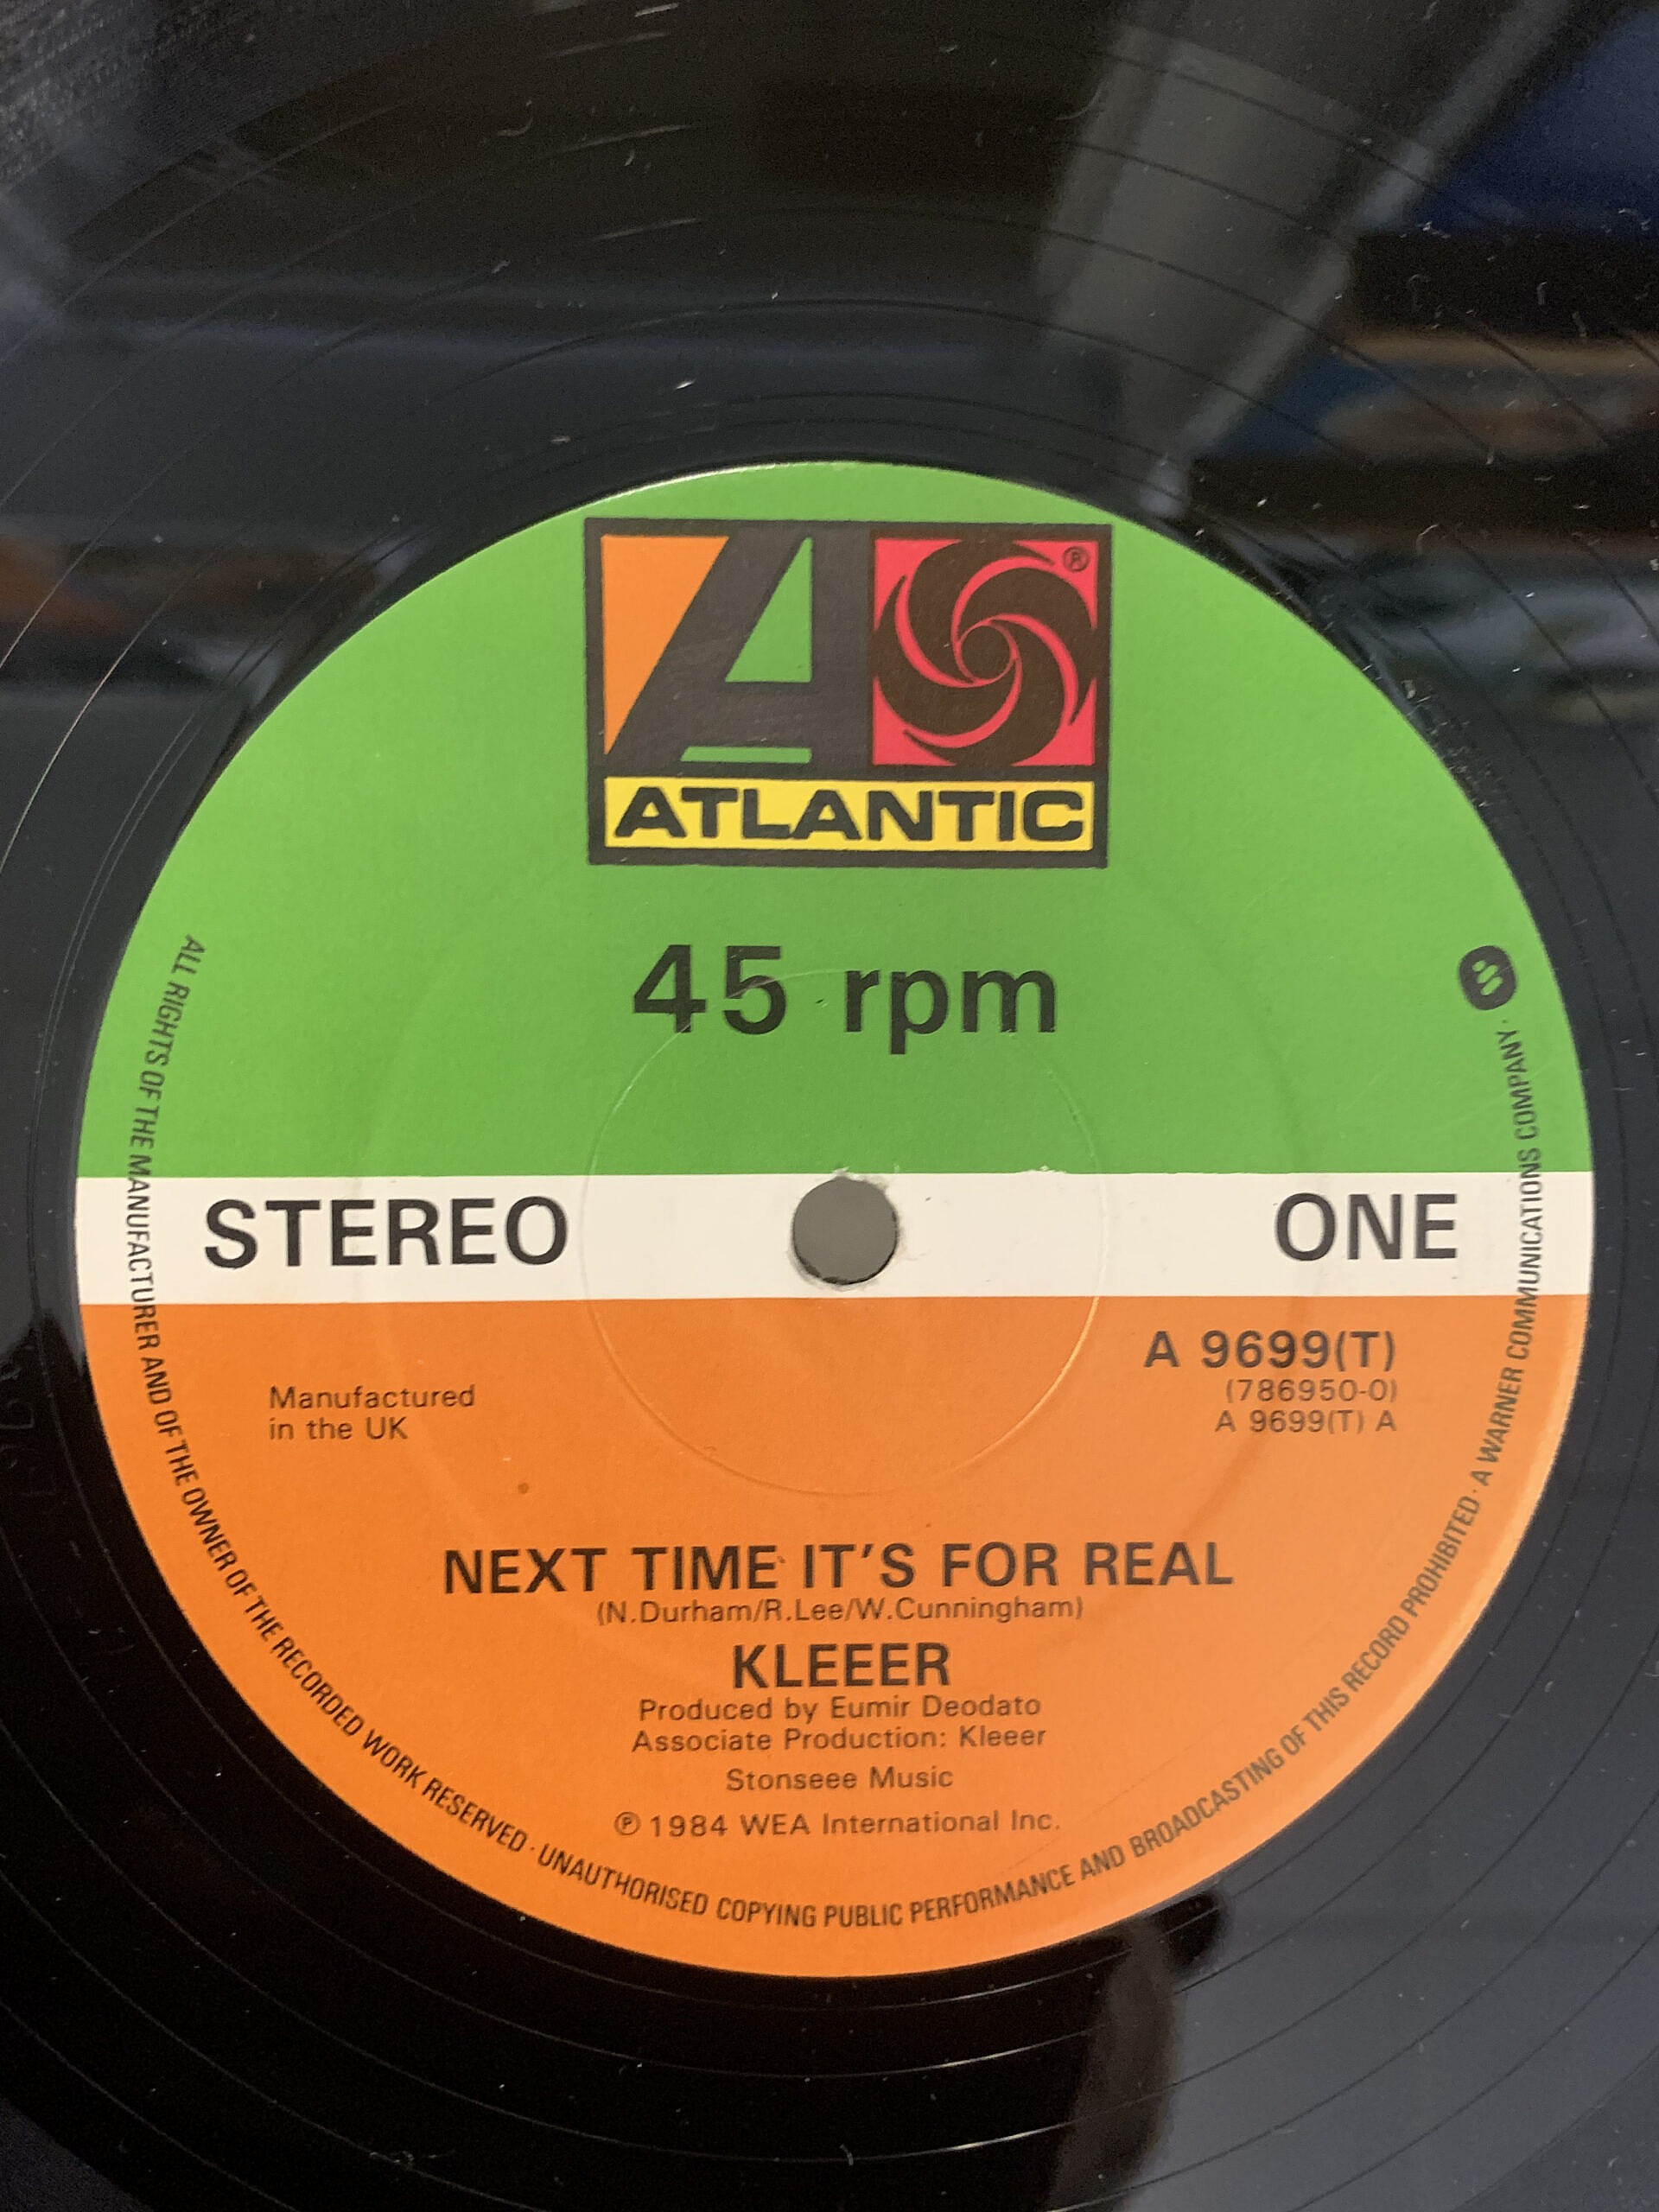 A ®
ATLANTIC
45 rpm
STEREO
ONE
Manufactured
in the UK
A 9699(T)
(786950-0)
A 9699(T) A
NEXT TIME IT'S FOR REAL
(N.Durham/R.Lee/W.Cunningham)
KLEEER
Produced by Eumir Deodato
Associate Production: Kleeer
Stonseee Music
℗ 1984 WEA International Inc.
ALL RIGHTS OF THE MANUFACTURER AND OF THE OWNER OF THE RECORDED WORK RESERVED · UNAUTHORISED COPYING PUBLIC PERFORMANCE AND BROADCASTING OF THIS RECORD PROHIBITED · A WARNER COMMUNICATIONS COMPANY ·